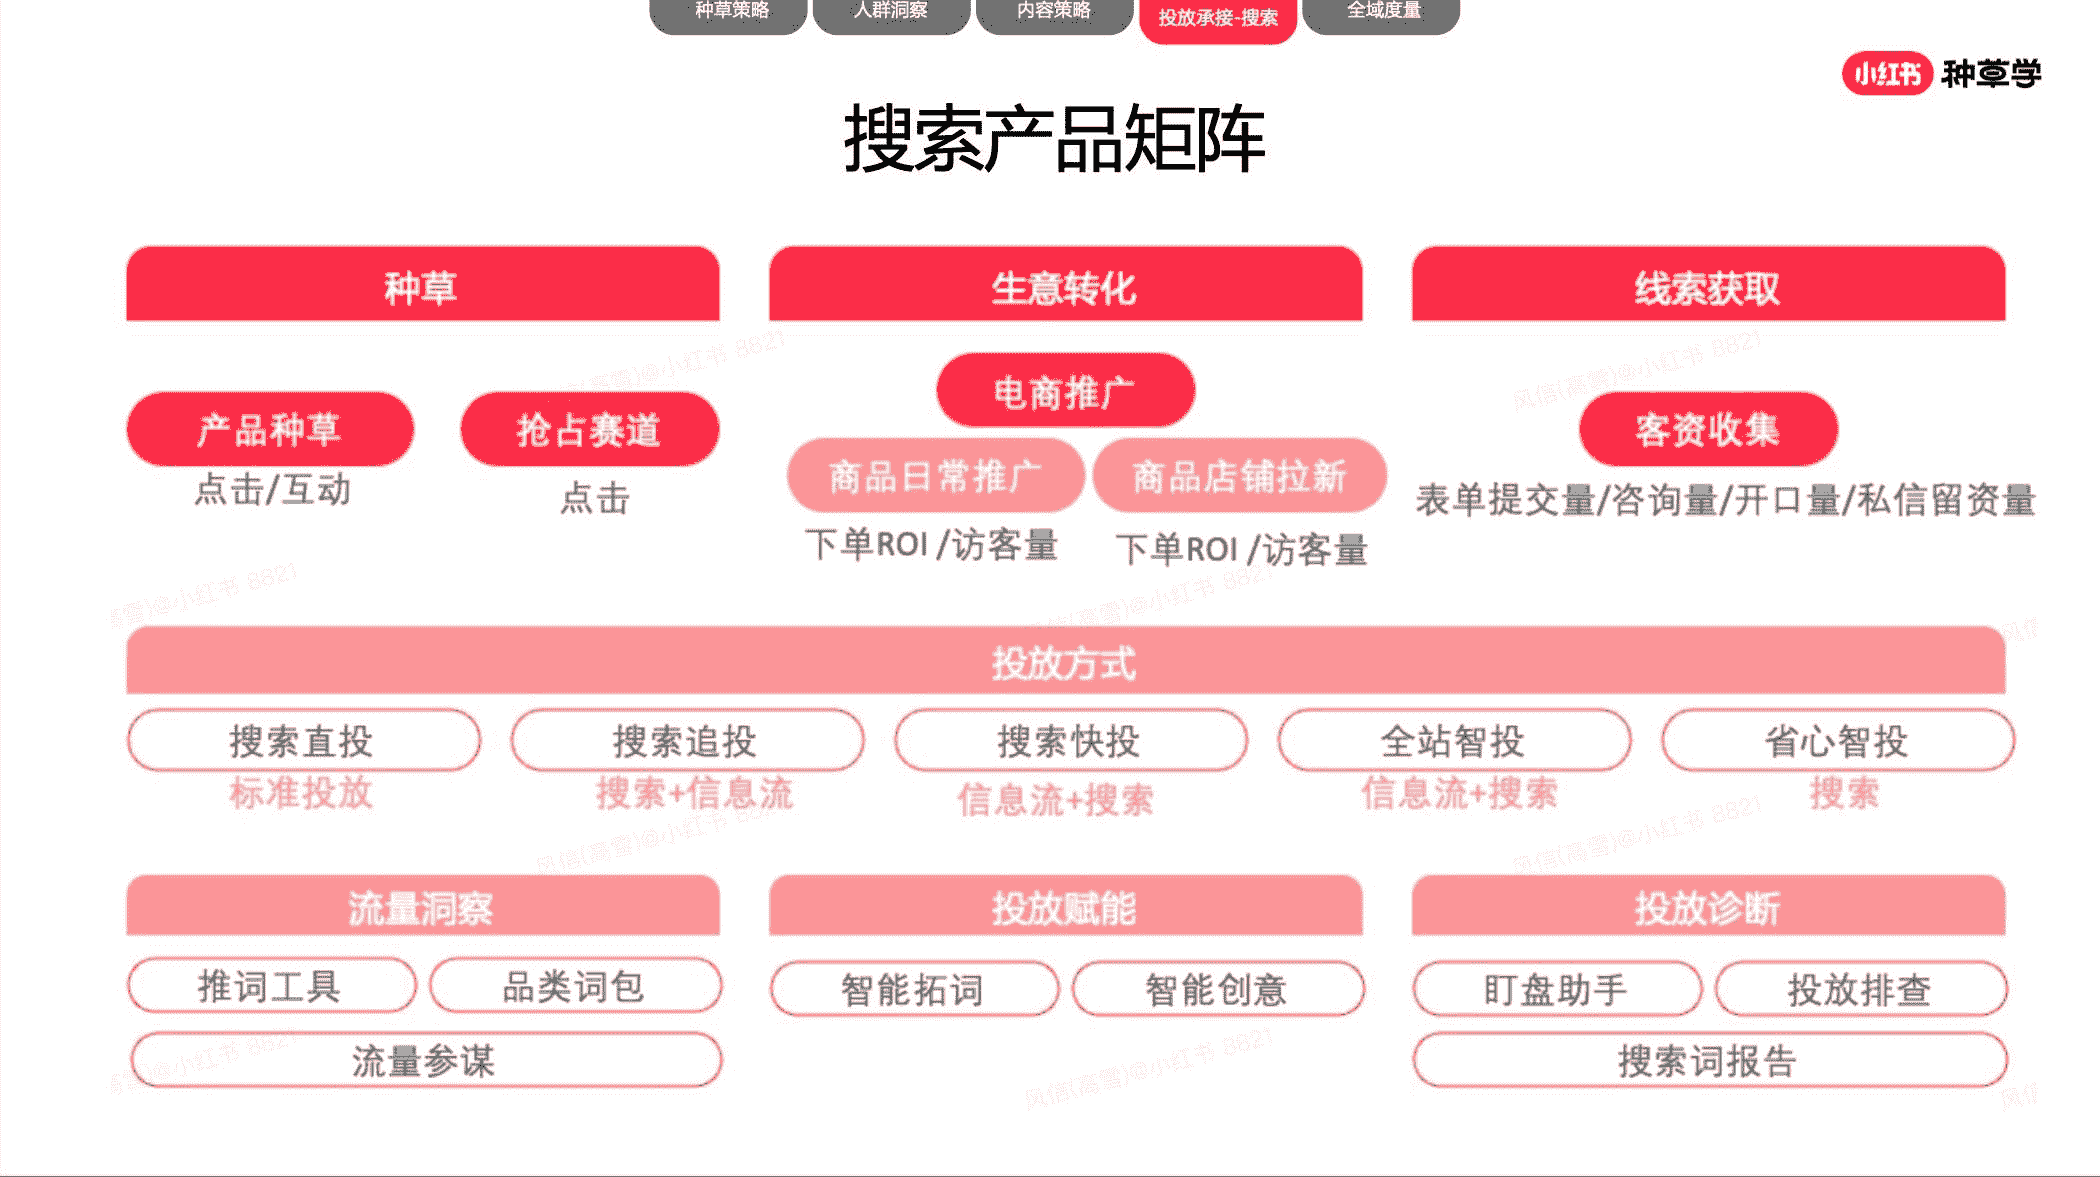 种草策略
人群洞察
内容策略
投放承接-搜索
全域度量
小红书 种草学
搜索产品矩阵
种草
生意转化
线索获取
电商推广
产品种草
抢占赛道
客资收集
商品日常推广
商品店铺拉新
点击/互动
点击
表单提交量/咨询量/开口量/私信留资量
下单ROI /访客量
下单ROI /访客量
投放方式
搜索直投
搜索追投
搜索快投
全站智投
省心智投
标准投放
搜索+信息流
信息流+搜索
信息流+搜索
搜索
流量洞察
投放赋能
投放诊断
推词工具
品类词包
智能拓词
智能创意
盯盘助手
投放排查
流量参谋
搜索词报告
风信(高雪)@小红书 8821